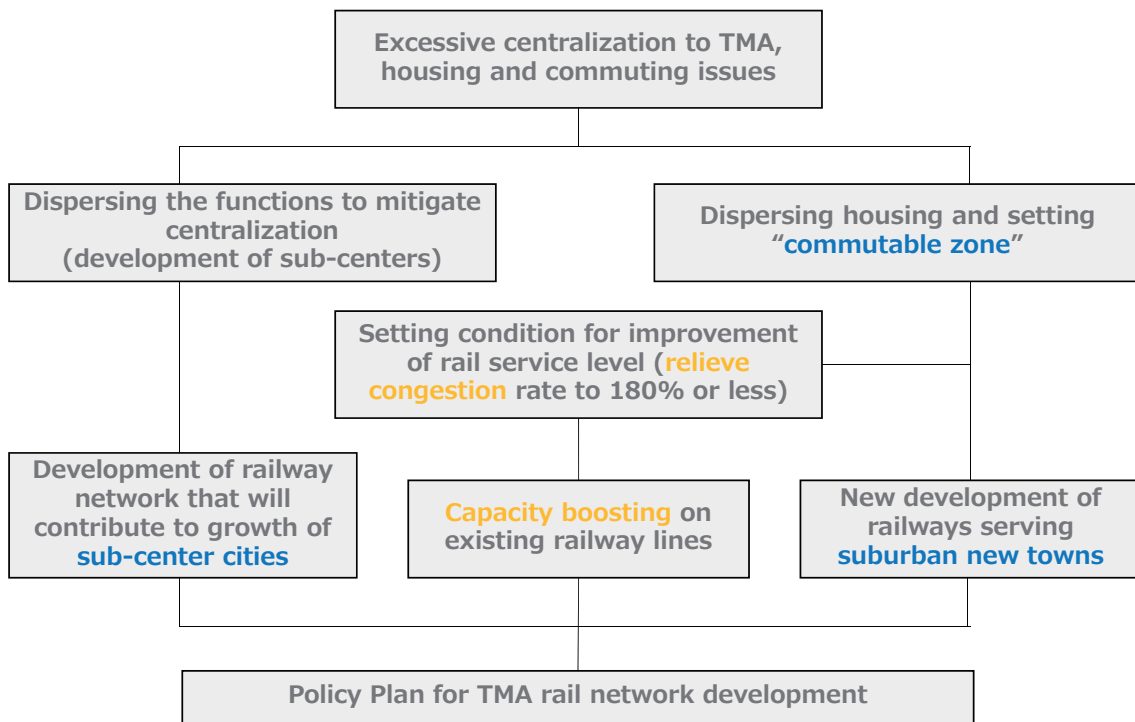 Excessive centralization to TMA,
housing and commuting issues
Dispersing the functions to mitigate
centralization
(development of sub-centers)
Dispersing housing and setting
“commutable zone”
Setting condition for improvement
of rail service level (relieve
congestion rate to 180% or less)
Development of railway
network that will
contribute to growth of
sub-center cities
Capacity boosting on
existing railway lines
New development of
railways serving
suburban new towns
Policy Plan for TMA rail network development